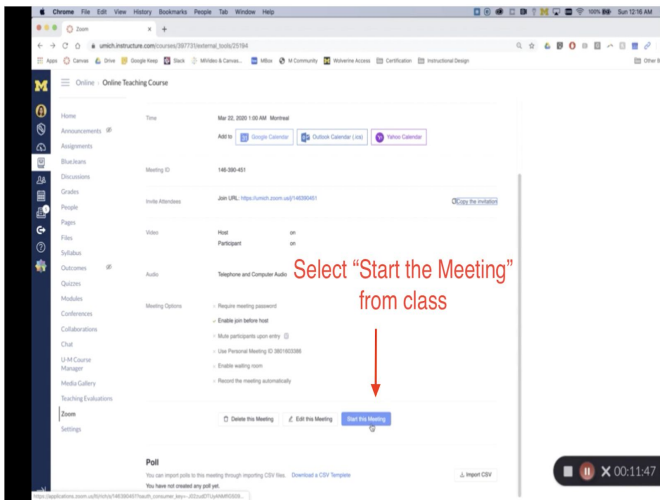 Chrome File Edit View History Bookmarks People Tab Window Help
100% Sun 12:16 AM
Zoom
umich.instructure.com/courses/397731/external_tools/25194
Apps Canvas Drive Google Keep Slack MiVideo & Canvas... MBox M Community Wolverine Access Certification Instructional Design Other B
Online Online Teaching Course
Home
Announcements
Assignments
BlueJeans
Discussions
Grades
People
Pages
Files
Syllabus
Outcomes
Quizzes
Modules
Conferences
Collaborations
Chat
U-M Course
Manager
Media Gallery
Teaching Evaluations
Zoom
Settings
Time Mar 22, 2020 1:00 AM Montreal
Add to Google Calendar Outlook Calendar (.ics) Yahoo Calendar
Meeting ID 146-390-451
Invite Attendees Join URL: https://umich.zoom.us/j/146390451 Copy the invitation
Video Host on
Participant on
Audio Telephone and Computer Audio
Meeting Options Require meeting password
Enable join before host
Mute participants upon entry
Use Personal Meeting ID 3801603386
Enable waiting room
Record the meeting automatically
Select “Start the Meeting”
from class
Delete this Meeting Edit this Meeting Start this Meeting
Poll
You can import polls to this meeting through importing CSV files. Download a CSV Template Import CSV
You have not created any poll yet.
00:11:47